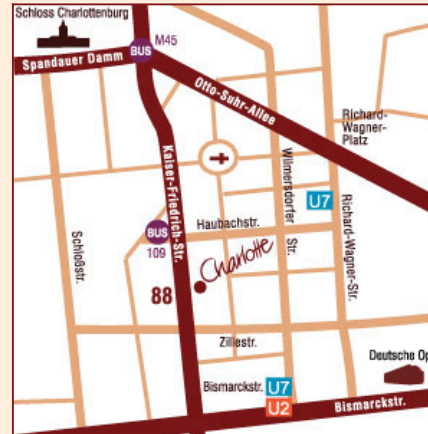 Schloss Charlottenburg
M45
BUS
Spandauer Damm
Otto-Suhr-Allee
Richard-
Wagner-
Platz
Kaiser-Friedrich-Str.
Wilmersdorfer
Str.
U7
Richard-Wagner-Str.
Schloßstr.
BUS
109
Haubachstr.
Charlotte
88
Zillestr.
Deutsche Op
Bismarckstr.
U7
U2
Bismarckstr.